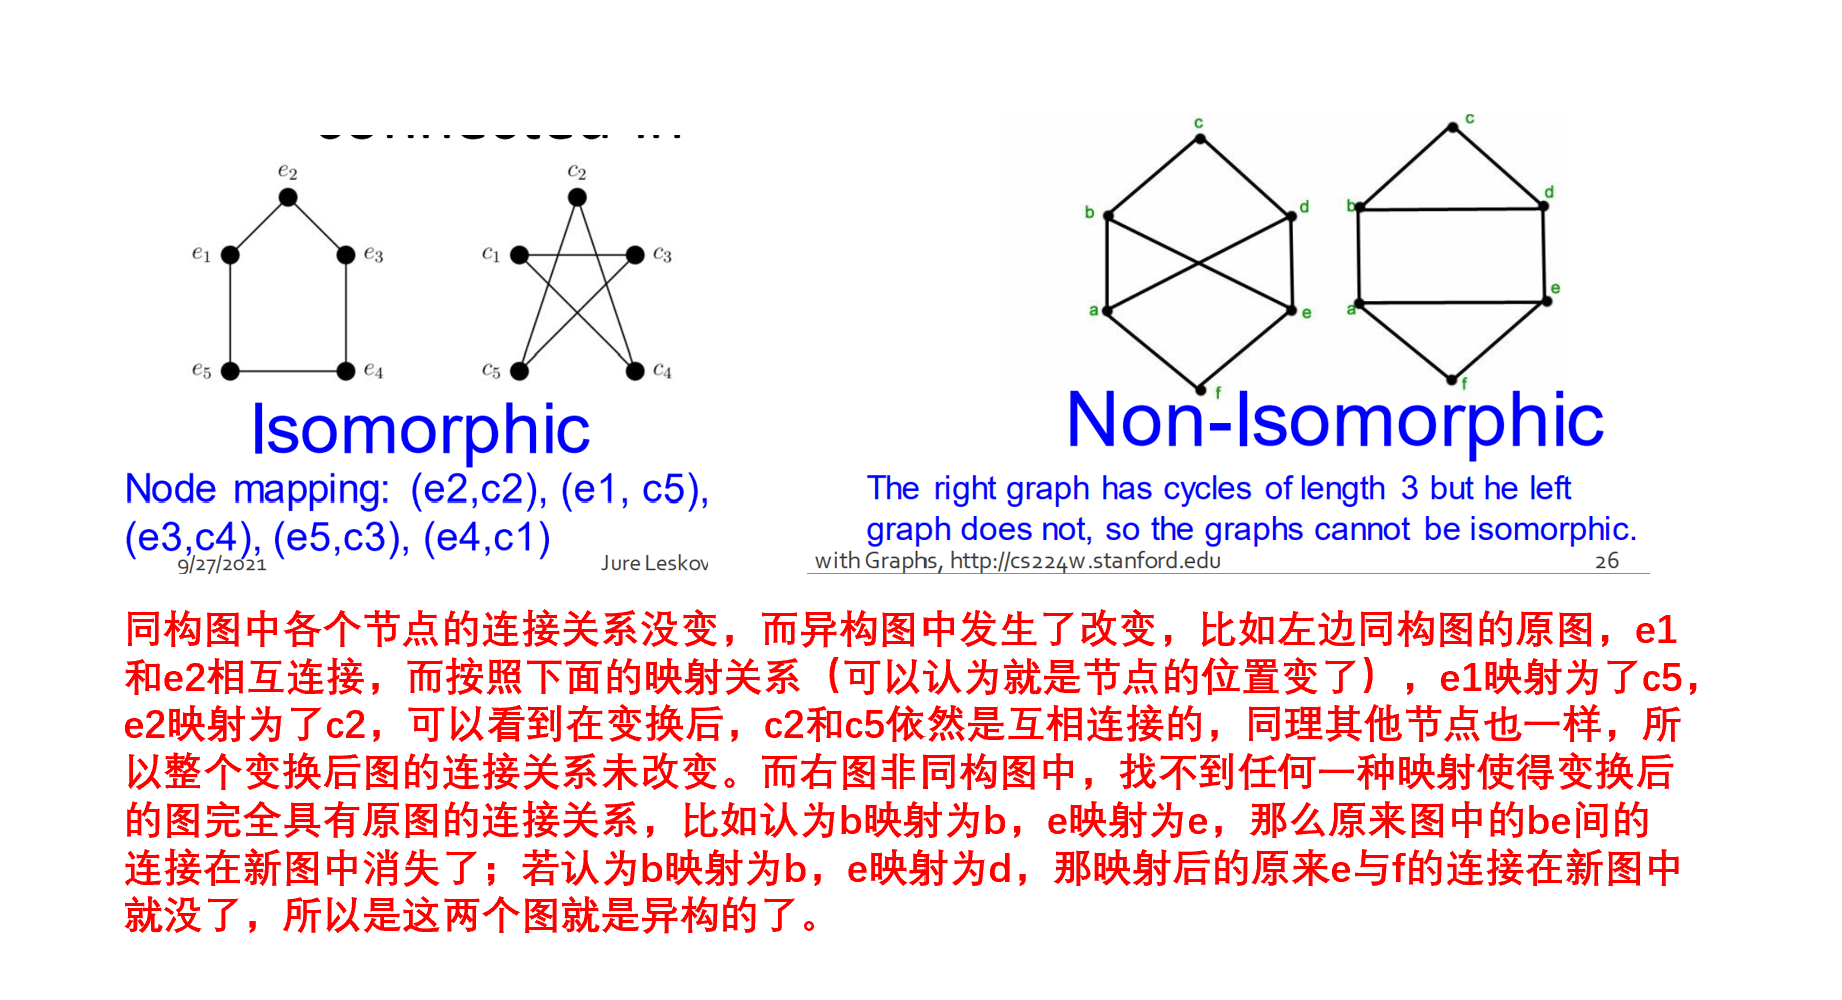 connected in
e2
e1
e3
e5
e4
c2
c1
c3
c5
c4
Isomorphic
Node mapping: (e2,c2), (e1, c5),
(e3,c4), (e5,c3), (e4,c1)
9/27/2021
Jure Leskov
c
b
d
a
e
f
c
b
d
a
e
f
Non-Isomorphic
The right graph has cycles of length 3 but he left
graph does not, so the graphs cannot be isomorphic.
with Graphs, http://cs224w.stanford.edu
26
同构图中各个节点的连接关系没变，而异构图中发生了改变，比如左边同构图的原图，e1
和e2相互连接，而按照下面的映射关系（可以认为就是节点的位置变了），e1映射为了c5，
e2映射为了c2，可以看到在变换后，c2和c5依然是互相连接的，同理其他节点也一样，所
以整个变换后图的连接关系未改变。而右图非同构图中，找不到任何一种映射使得变换后
的图完全具有原图的连接关系，比如认为b映射为b，e映射为e，那么原来图中的be间的
连接在新图中消失了；若认为b映射为b，e映射为d，那映射后的原来e与f的连接在新图中
就没了，所以是这两个图就是异构的了。